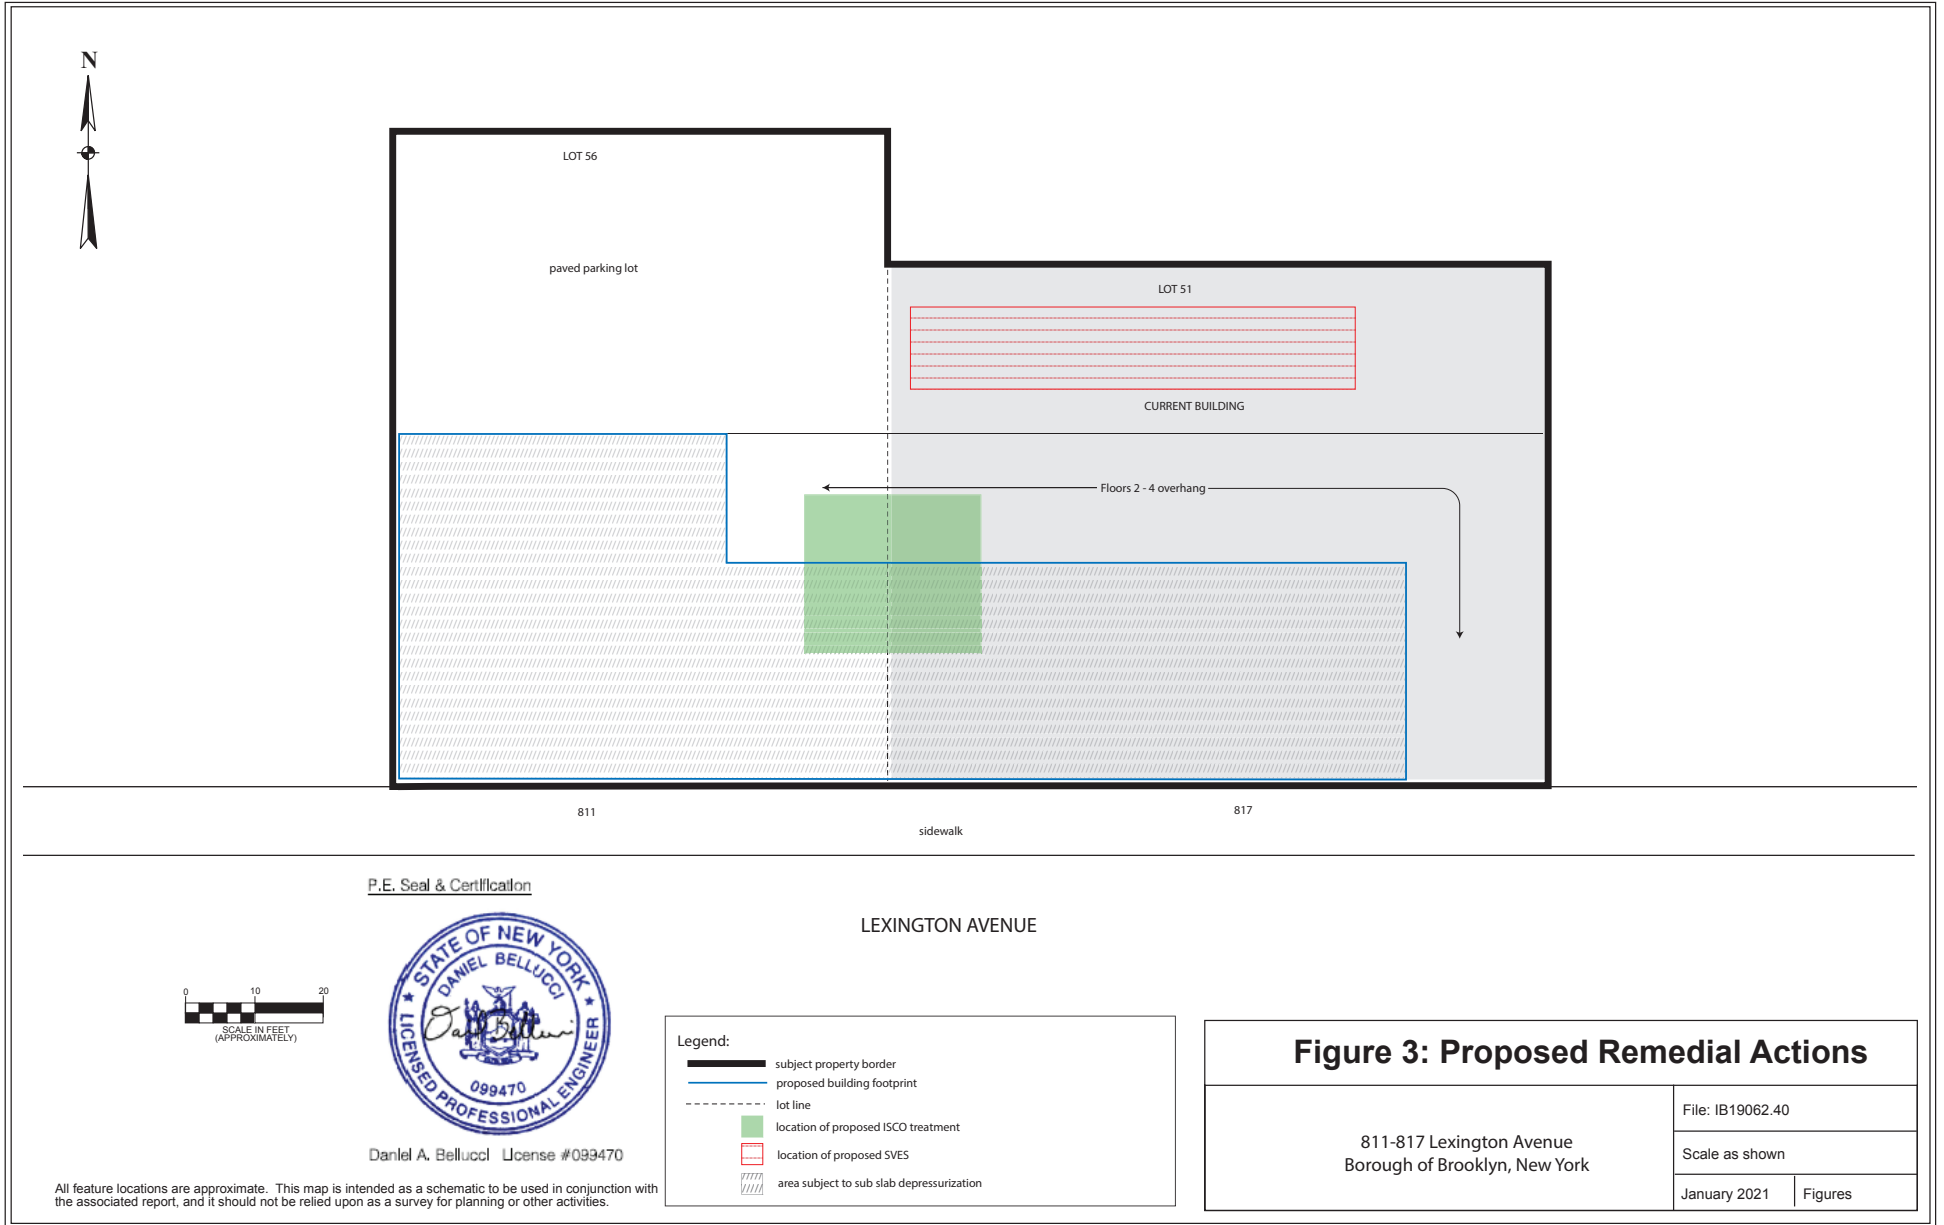 N
LOT 56
paved parking lot
LOT 51
CURRENT BUILDING
Floors 2 - 4 overhang
811
817
sidewalk
P.E. Seal & Certification
LEXINGTON AVENUE
STATE OF NEW YORK
DANIEL BELLUCCI
099470
LICENSED PROFESSIONAL ENGINEER
Daniel A. Bellucci License #099470
0 10 20
SCALE IN FEET
(APPROXIMATELY)
All feature locations are approximate. This map is intended as a schematic to be used in conjunction with
the associated report, and it should not be relied upon as a survey for planning or other activities.
Legend:
subject property border
proposed building footprint
lot line
location of proposed ISCO treatment
location of proposed SVES
area subject to sub slab depressurization
Figure 3: Proposed Remedial Actions
811-817 Lexington Avenue
Borough of Brooklyn, New York
File: IB19062.40
Scale as shown
January 2021 Figures